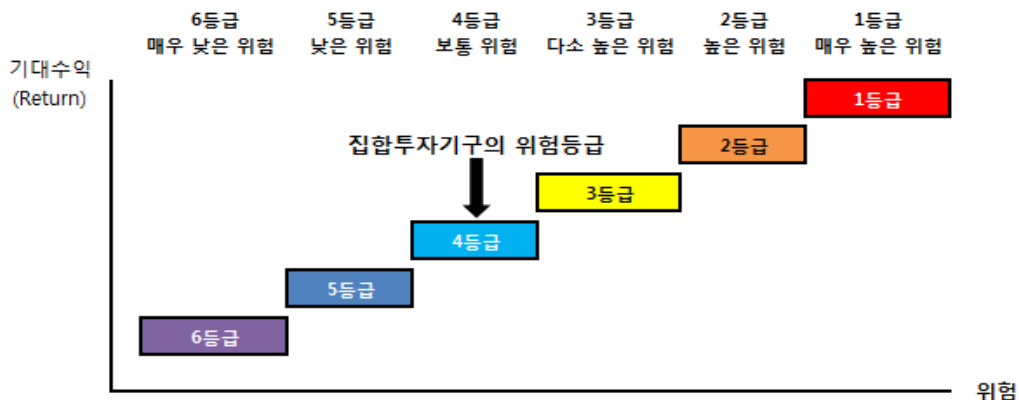 6등급 5등급 4등급 3등급 2등급 1등급
매우 낮은 위험 낮은 위험 보통 위험 다소 높은 위험 높은 위험 매우 높은 위험
기대수익
(Return)
1등급
집합투자기구의 위험등급
2등급
3등급
4등급
5등급
6등급
위험